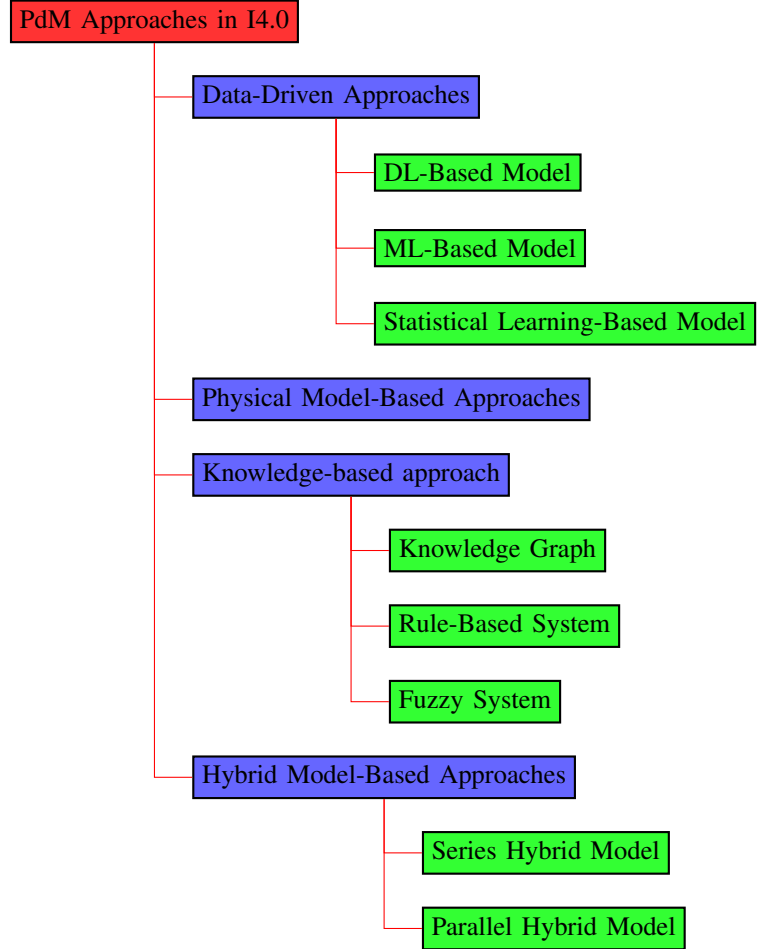 PdM Approaches in I4.0
Data-Driven Approaches
DL-Based Model
ML-Based Model
Statistical Learning-Based Model
Physical Model-Based Approaches
Knowledge-based approach
Knowledge Graph
Rule-Based System
Fuzzy System
Hybrid Model-Based Approaches
Series Hybrid Model
Parallel Hybrid Model